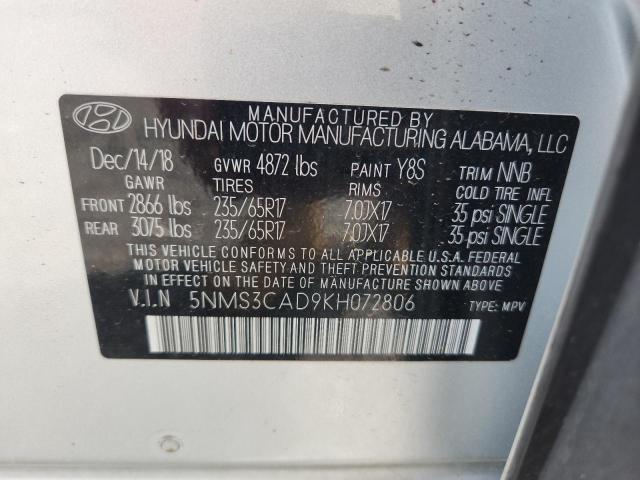 MANUFACTURED BY
HYUNDAI MOTOR MANUFACTURING ALABAMA, LLC
Dec/14/18 GVWR 4872 lbs PAINT Y8S TRIM NNB
GAWR TIRES RIMS COLD TIRE INFL
FRONT 2866 lbs 235/65R17 7.0JX17 35 psi SINGLE
REAR 3075 lbs 235/65R17 7.0JX17 35 psi SINGLE
THIS VEHICLE CONFORMS TO ALL APPLICABLE U.S.A. FEDERAL
MOTOR VEHICLE SAFETY AND THEFT PREVENTION STANDARDS
IN EFFECT ON THE DATE OF MANUFACTURE SHOWN ABOVE
V.I.N 5NMS3CAD9KH072806 TYPE: MPV